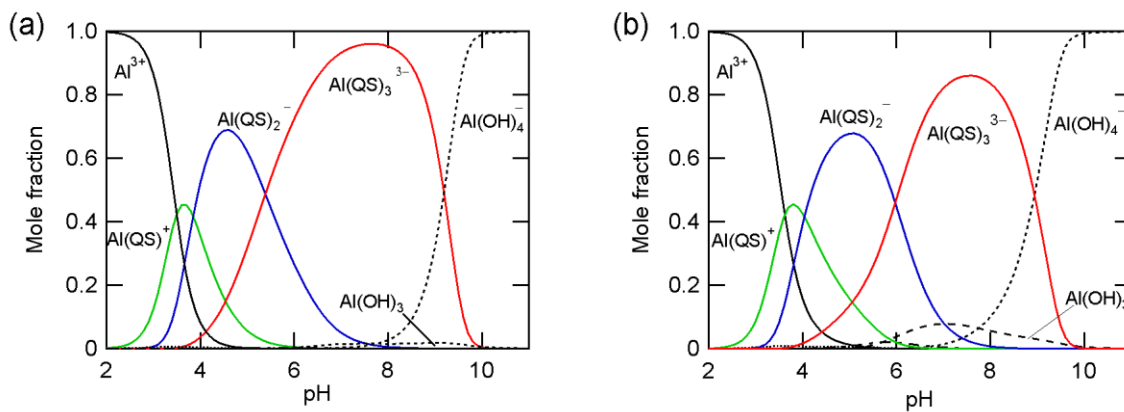 (a)
1.0
0.8
0.6
0.4
0.2
0
Mole fraction
2 4 6 8 10
pH
Al³⁺
Al(QS)⁺
Al(QS)₂⁻
Al(QS)₃³⁻
Al(OH)₄⁻
Al(OH)₃
(b)
1.0
0.8
0.6
0.4
0.2
0
Mole fraction
2 4 6 8 10
pH
Al³⁺
Al(QS)⁺
Al(QS)₂⁻
Al(QS)₃³⁻
Al(OH)₄⁻
Al(OH)₃